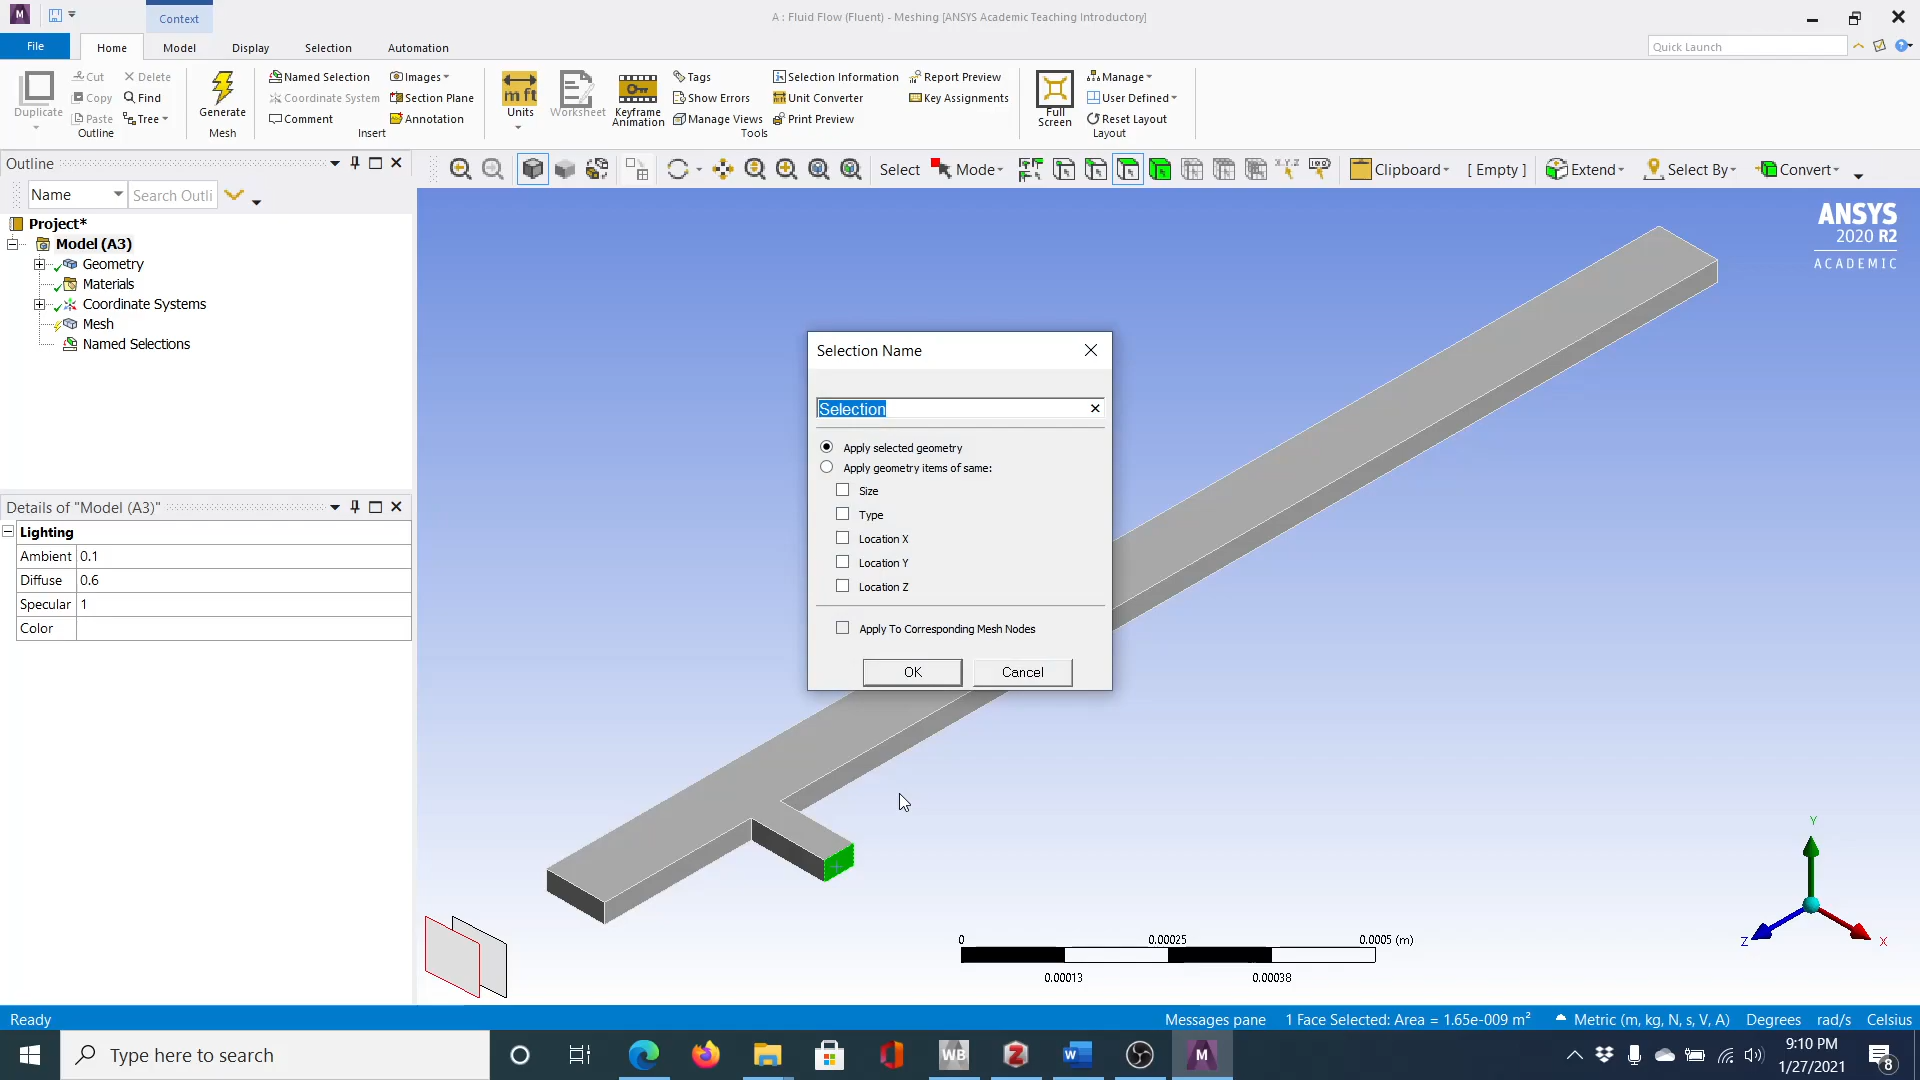 A : Fluid Flow (Fluent) - Meshing [ANSYS Academic Teaching Introductory]
M
Context
File
Home
Model
Display
Selection
Automation
Quick Launch
Duplicate
Cut
Copy
Paste
Delete
Find
Tree
Outline
Generate
Mesh
Named Selection
Coordinate System
Comment
Images
Section Plane
Annotation
Insert
m ft
Units
Worksheet
Keyframe
Animation
Tags
Show Errors
Manage Views
Selection Information
Unit Converter
Print Preview
Report Preview
Key Assignments
Tools
Full
Screen
Manage
User Defined
Reset Layout
Layout
Outline
Select
Mode
X,Y,Z
Clipboard
[ Empty ]
Extend
Select By
Convert
Name
Search Outli
Project*
Model (A3)
Geometry
Materials
Coordinate Systems
Mesh
Named Selections
Details of "Model (A3)"
Lighting
Ambient 0.1
Diffuse 0.6
Specular 1
Color
ANSYS
2020 R2
ACADEMIC
Selection Name
Selection
Apply selected geometry
Apply geometry items of same:
Size
Type
Location X
Location Y
Location Z
Apply To Corresponding Mesh Nodes
OK
Cancel
Y
Z
X
0
0.00025
0.0005 (m)
0.00013
0.00038
Ready
Messages pane
1 Face Selected: Area = 1.65e-009 m²
Metric (m, kg, N, s, V, A)
Degrees
rad/s
Celsius
Type here to search
WB
Z
W
M
9:10 PM
1/27/2021
8